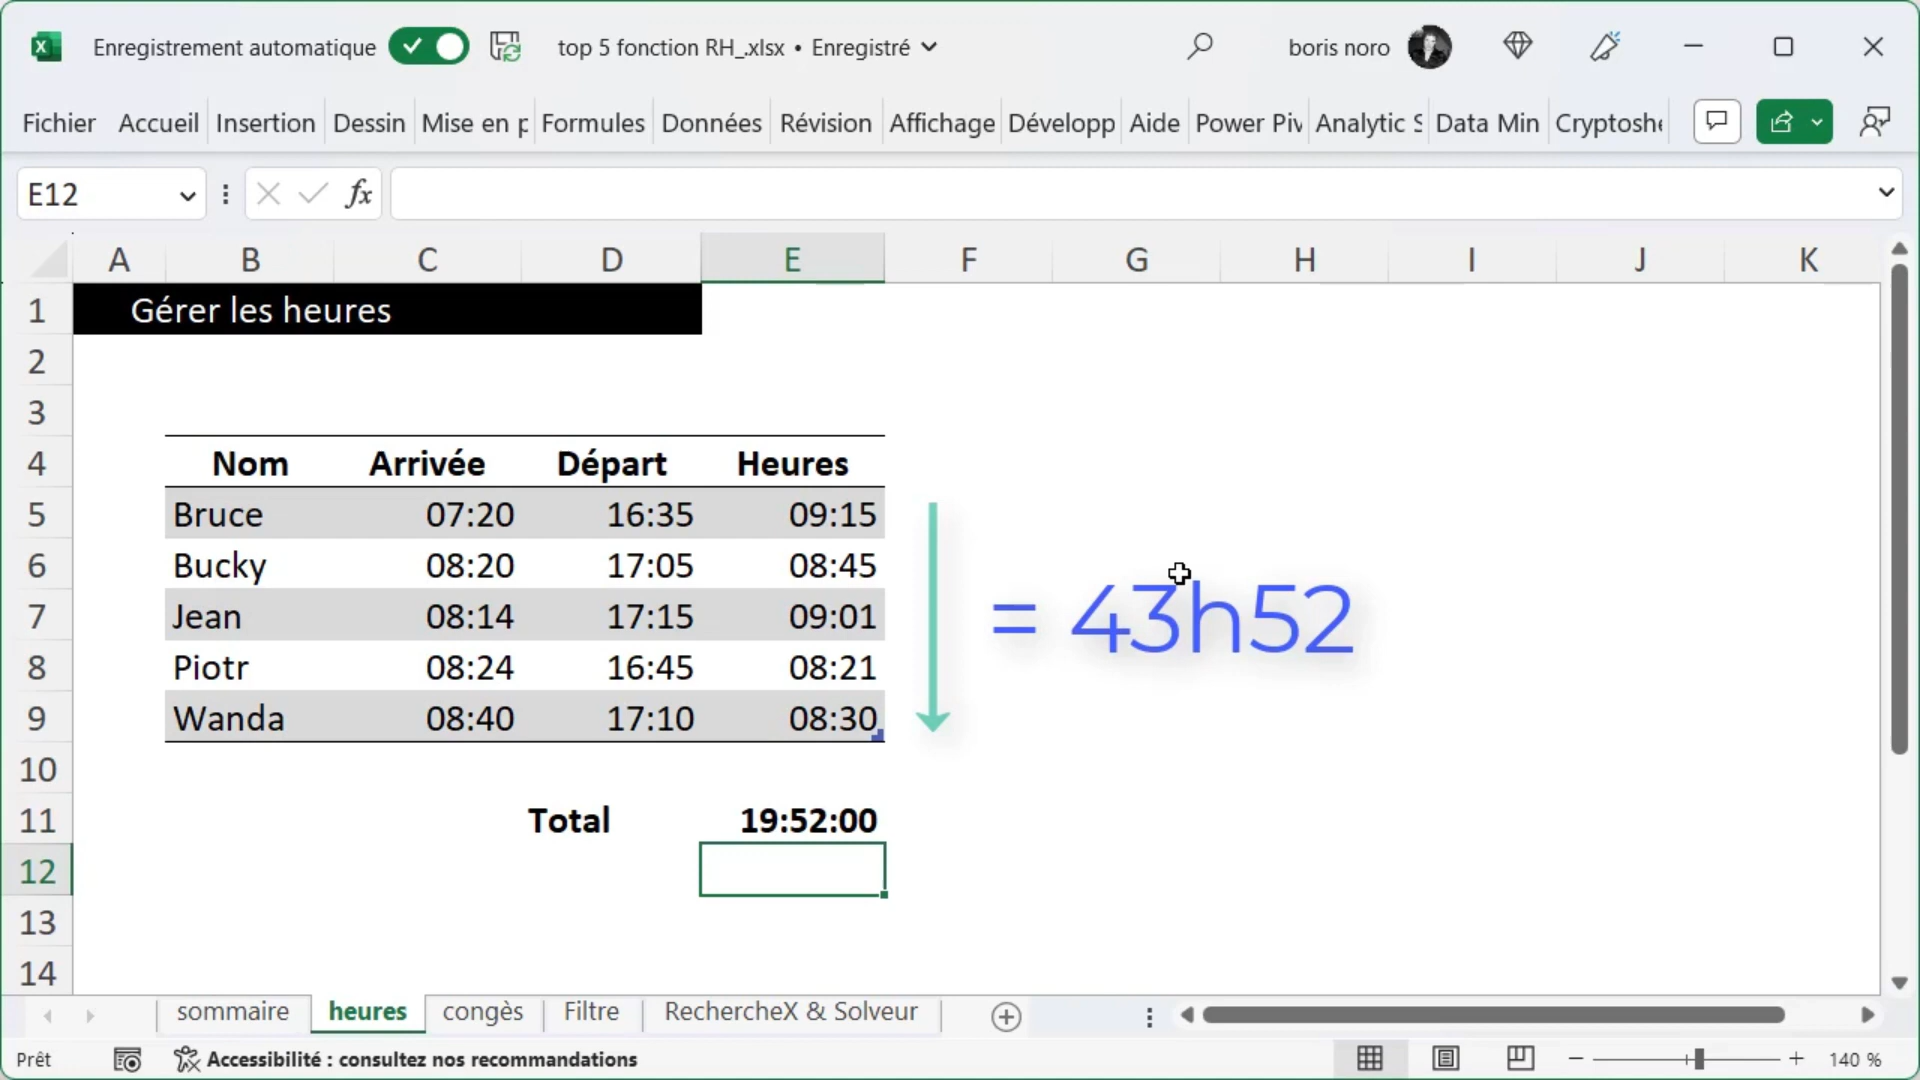 Enregistrement automatique
top 5 fonction RH_.xlsx • Enregistré
boris noro
Fichier Accueil Insertion Dessin Mise en p Formules Données Révision Affichage Développ Aide Power Piv Analytic S Data Min Cryptoshe
E12
fx
A B C D E F G H I J K
1 Gérer les heures
2
3
4 Nom Arrivée Départ Heures
5 Bruce 07:20 16:35 09:15
6 Bucky 08:20 17:05 08:45
7 Jean 08:14 17:15 09:01
8 Piotr 08:24 16:45 08:21
9 Wanda 08:40 17:10 08:30
= 43h52
10
11 Total 19:52:00
12
13
14
sommaire heures congès Filtre RechercheX & Solveur
Prêt Accessibilité : consultez nos recommandations 140 %